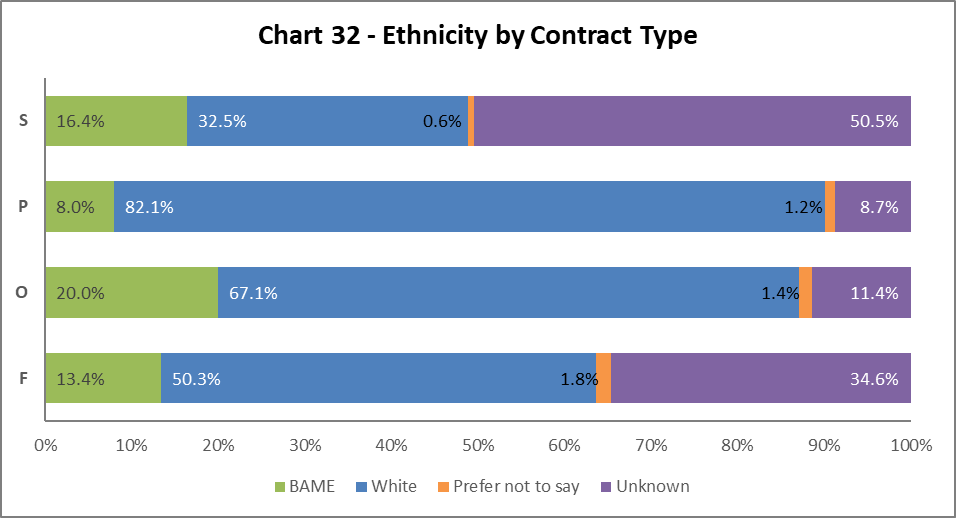 Chart 32 - Ethnicity by Contract Type
S 16.4% 32.5% 0.6% 50.5%
P 8.0% 82.1% 1.2% 8.7%
O 20.0% 67.1% 1.4% 11.4%
F 13.4% 50.3% 1.8% 34.6%
0% 10% 20% 30% 40% 50% 60% 70% 80% 90% 100%
BAME White Prefer not to say Unknown